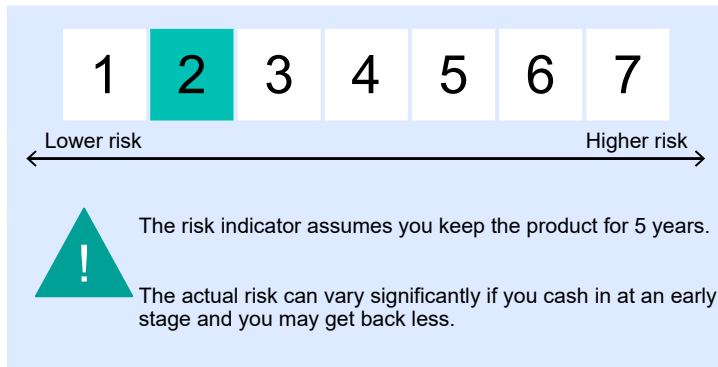 1 2 3 4 5 6 7
Lower risk Higher risk
The risk indicator assumes you keep the product for 5 years.
!
The actual risk can vary significantly if you cash in at an early
stage and you may get back less.